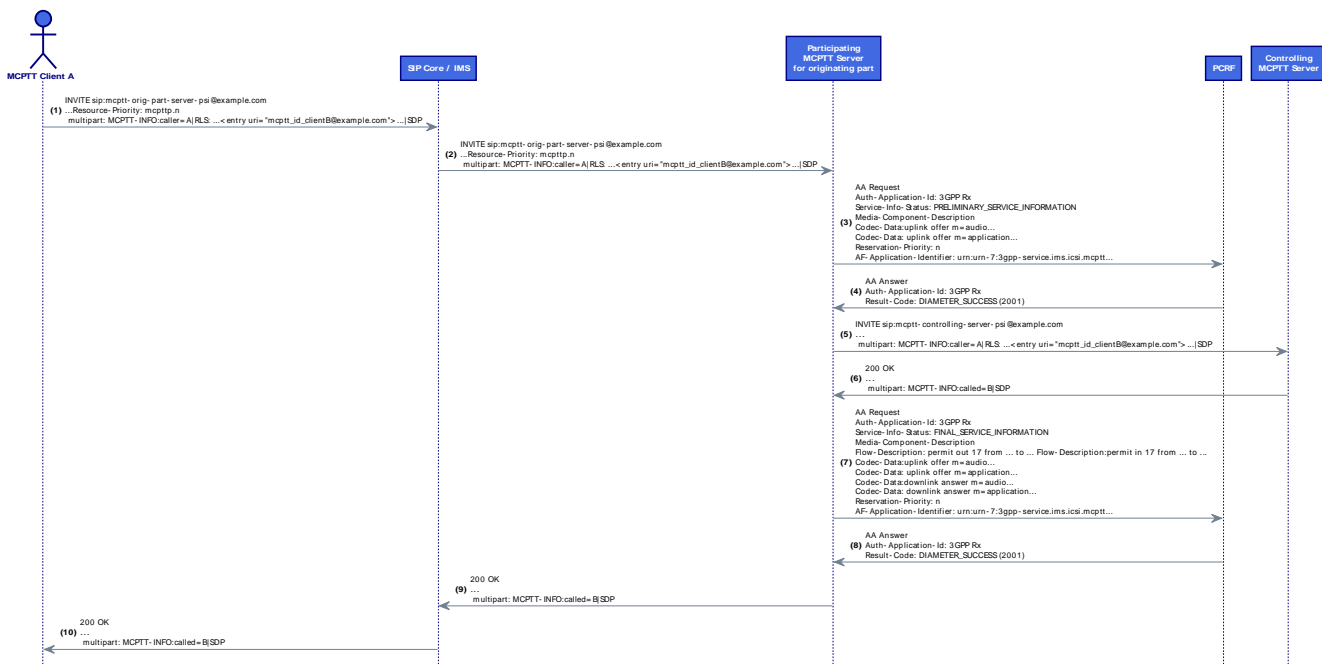 MCPTT Client A
SIP Core / IMS
Participating
MCPTT Server
for originating part
PCRF
Controlling
MCPTT Server
INVITE sip:mcptt-orig-part-server-psi@example.com
(1) ...Resource-Priority: mcpttp.n
multipart: MCPTT-INFO:caller=A|RLS: ...<entry uri="mcptt_id_clientB@example.com">...|SDP
INVITE sip:mcptt-orig-part-server-psi@example.com
(2) ...Resource-Priority: mcpttp.n
multipart: MCPTT-INFO:caller=A|RLS: ...<entry uri="mcptt_id_clientB@example.com">...|SDP
AA Request
Auth-Application-Id: 3GPP Rx
Service-Info-Status: PRELIMINARY_SERVICE_INFORMATION
Media-Component-Description
(3) Codec-Data:uplink offer m=audio...
Codec-Data: uplink offer m=application...
Reservation-Priority: n
AF-Application-Identifier: urn:urn-7:3gpp-service.ims.icsi.mcptt...
AA Answer
(4) Auth-Application-Id: 3GPP Rx
Result-Code: DIAMETER_SUCCESS (2001)
INVITE sip:mcptt-controlling-server-psi@example.com
(5) ...
multipart: MCPTT-INFO:caller=A|RLS: ...<entry uri="mcptt_id_clientB@example.com">...|SDP
200 OK
(6) ...
multipart: MCPTT-INFO:called=B|SDP
AA Request
Auth-Application-Id: 3GPP Rx
Service-Info-Status: FINAL_SERVICE_INFORMATION
Media-Component-Description
Flow-Description: permit out 17 from ... to ... Flow-Description:permit in 17 from ... to ...
(7) Codec-Data:uplink offer m=audio...
Codec-Data: uplink offer m=application...
Codec-Data:downlink answer m=audio...
Codec-Data: downlink answer m=application...
Reservation-Priority: n
AF-Application-Identifier: urn:urn-7:3gpp-service.ims.icsi.mcptt...
AA Answer
(8) Auth-Application-Id: 3GPP Rx
Result-Code: DIAMETER_SUCCESS (2001)
200 OK
(9) ...
multipart: MCPTT-INFO:called=B|SDP
200 OK
(10) ...
multipart: MCPTT-INFO:called=B|SDP